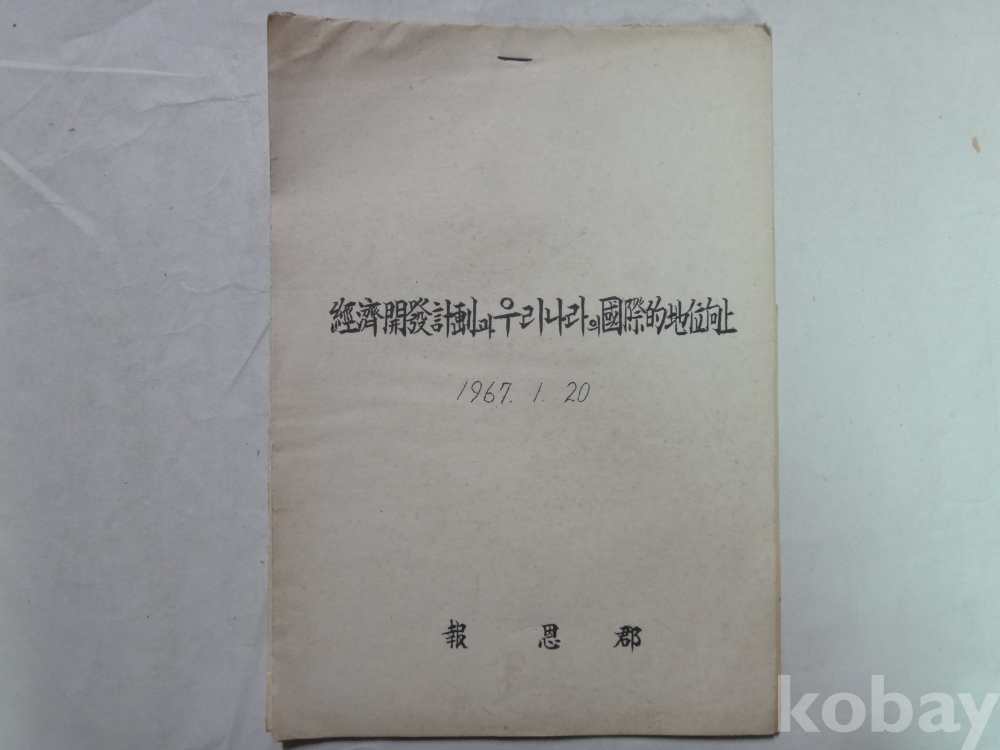 經濟開發計劃과 우리나라의 國際的地位向上
1967. 1. 20
報恩郡
kobay